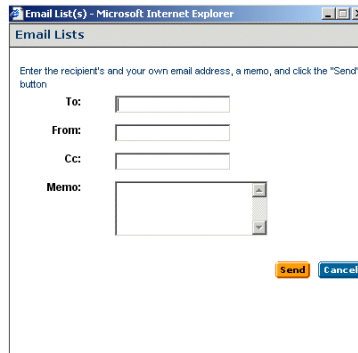 Email List(s) - Microsoft Internet Explorer
Email Lists
Enter the recipient's and your own email address, a memo, and click the "Send"
button
To:
From:
Cc:
Memo:
Send Cancel